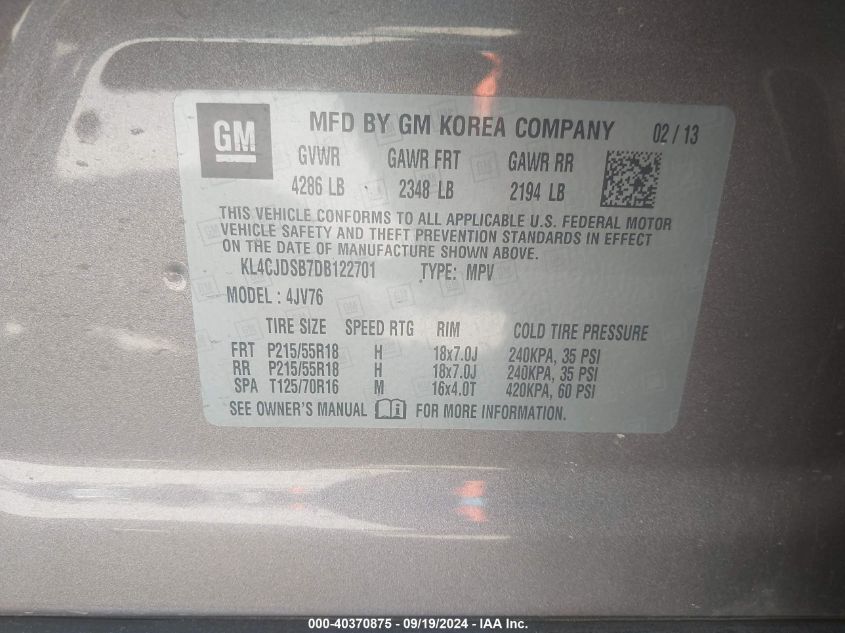 GM
MFD BY GM KOREA COMPANY 02 / 13
GVWR GAWR FRT GAWR RR
4286 LB 2348 LB 2194 LB
THIS VEHICLE CONFORMS TO ALL APPLICABLE U.S. FEDERAL MOTOR
VEHICLE SAFETY AND THEFT PREVENTION STANDARDS IN EFFECT
ON THE DATE OF MANUFACTURE SHOWN ABOVE.
KL4CJDSB7DB122701 TYPE: MPV
MODEL : 4JV76
TIRE SIZE SPEED RTG RIM COLD TIRE PRESSURE
FRT P215/55R18 H 18x7.0J 240KPA, 35 PSI
RR P215/55R18 H 18x7.0J 240KPA, 35 PSI
SPA T125/70R16 M 16x4.0T 420KPA, 60 PSI
SEE OWNER'S MANUAL FOR MORE INFORMATION.
000-40370875 - 09/19/2024 - IAA Inc.